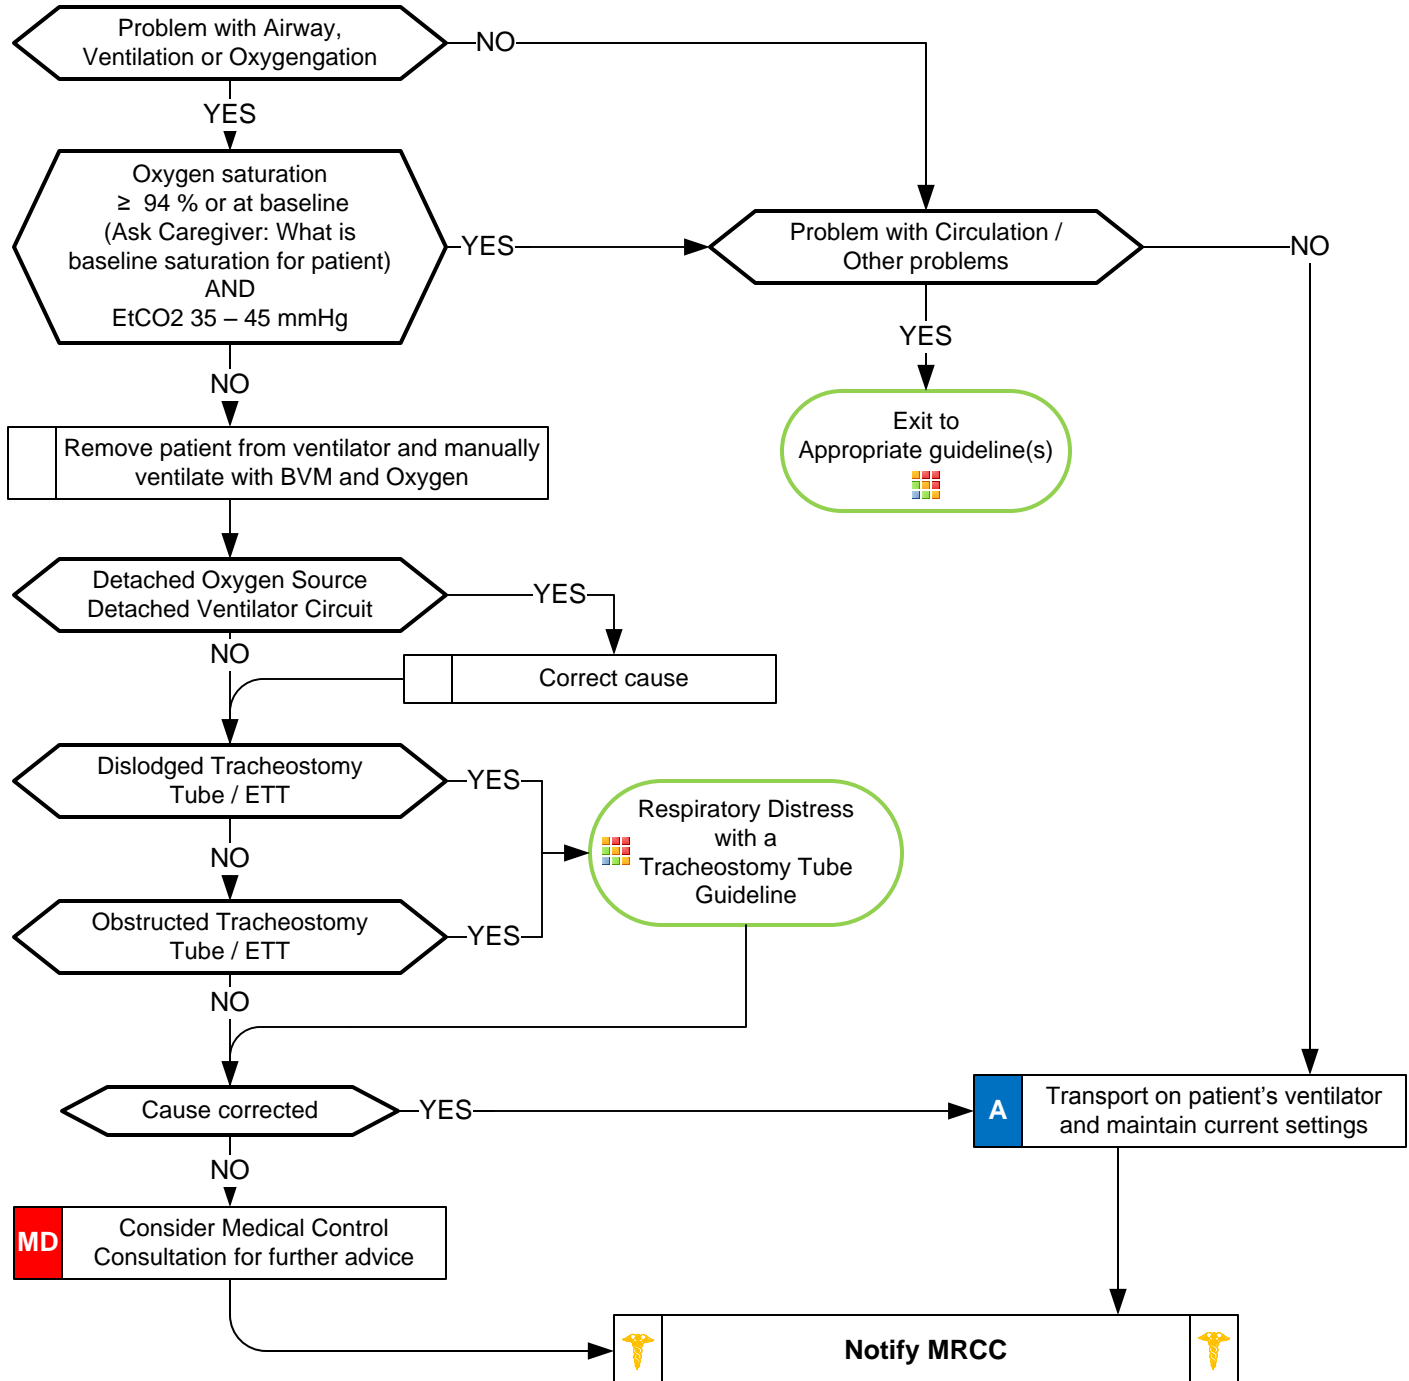 Problem with Airway,
Ventilation or Oxygengation
NO
YES
Oxygen saturation
≥ 94 % or at baseline
(Ask Caregiver: What is
baseline saturation for patient)
AND
EtCO2 35 – 45 mmHg
YES
Problem with Circulation /
Other problems
NO
YES
Exit to
Appropriate guideline(s)
NO
Remove patient from ventilator and manually
ventilate with BVM and Oxygen
Detached Oxygen Source
Detached Ventilator Circuit
YES
NO
Correct cause
Dislodged Tracheostomy
Tube / ETT
YES
NO
Respiratory Distress
with a
Tracheostomy Tube
Guideline
Obstructed Tracheostomy
Tube / ETT
YES
NO
Cause corrected
YES
A
Transport on patient’s ventilator
and maintain current settings
NO
MD
Consider Medical Control
Consultation for further advice
Notify MRCC